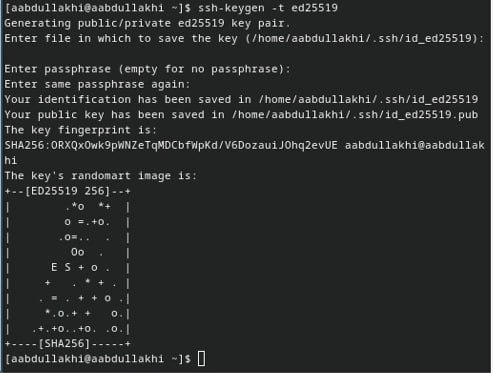 [aabdullakhi@aabdullakhi ~]$ ssh-keygen -t ed25519
Generating public/private ed25519 key pair.
Enter file in which to save the key (/home/aabdullakhi/.ssh/id_ed25519):
Enter passphrase (empty for no passphrase):
Enter same passphrase again:
Your identification has been saved in /home/aabdullakhi/.ssh/id_ed25519
Your public key has been saved in /home/aabdullakhi/.ssh/id_ed25519.pub
The key fingerprint is:
SHA256:ORXQxOwk9pWNZeTqMDCbfWpKd/V6DozauiJOhq2evUE aabdullakhi@aabdullak
hi
The key's randomart image is:
+--[ED25519 256]--+
|        .*o  *+  |
|        o =.+o.  |
|       .o=..  .  |
|         Oo  .   |
|      E S + o .  |
|     +   . * + . |
|    . = . + + o .|
|     *.o.+ +   o.|
|   .+.+o..+o. .o.|
+----[SHA256]-----+
[aabdullakhi@aabdullakhi ~]$